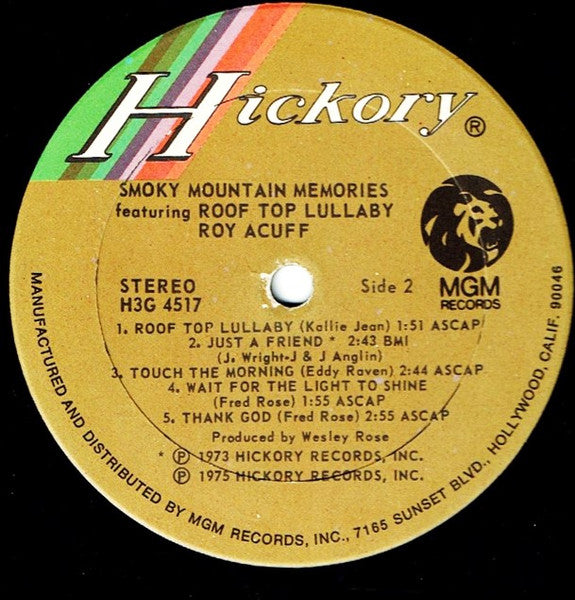 Hickory®
SMOKY MOUNTAIN MEMORIES
featuring ROOF TOP LULLABY
ROY ACUFF
MGM
RECORDS
STEREO
H3G 4517
Side 2
1. ROOF TOP LULLABY (Kallie Jean) 1:51 ASCAP
2. JUST A FRIEND * 2:43 BMI
(J. Wright-J & J Anglin)
3. TOUCH THE MORNING (Eddy Raven) 2:44 ASCAP
4. WAIT FOR THE LIGHT TO SHINE
(Fred Rose) 1:55 ASCAP
5. THANK GOD (Fred Rose) 2:55 ASCAP
Produced by Wesley Rose
* ℗ 1973 HICKORY RECORDS, INC.
℗ 1975 HICKORY RECORDS, INC.
MANUFACTURED AND DISTRIBUTED BY MGM RECORDS, INC., 7165 SUNSET BLVD., HOLLYWOOD, CALIF. 90046